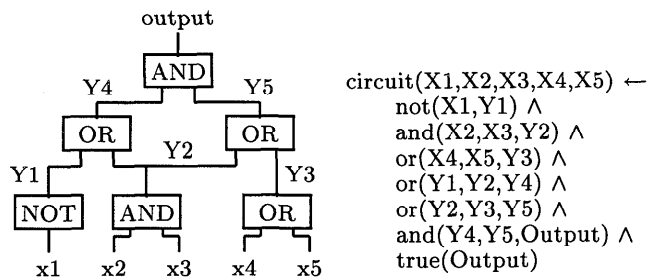 output
AND
Y4 Y5
OR OR
Y2
Y1 Y3
NOT AND OR
x1 x2 x3 x4 x5
circuit(X1,X2,X3,X4,X5) ←
not(X1,Y1) ∧
and(X2,X3,Y2) ∧
or(X4,X5,Y3) ∧
or(Y1,Y2,Y4) ∧
or(Y2,Y3,Y5) ∧
and(Y4,Y5,Output) ∧
true(Output)